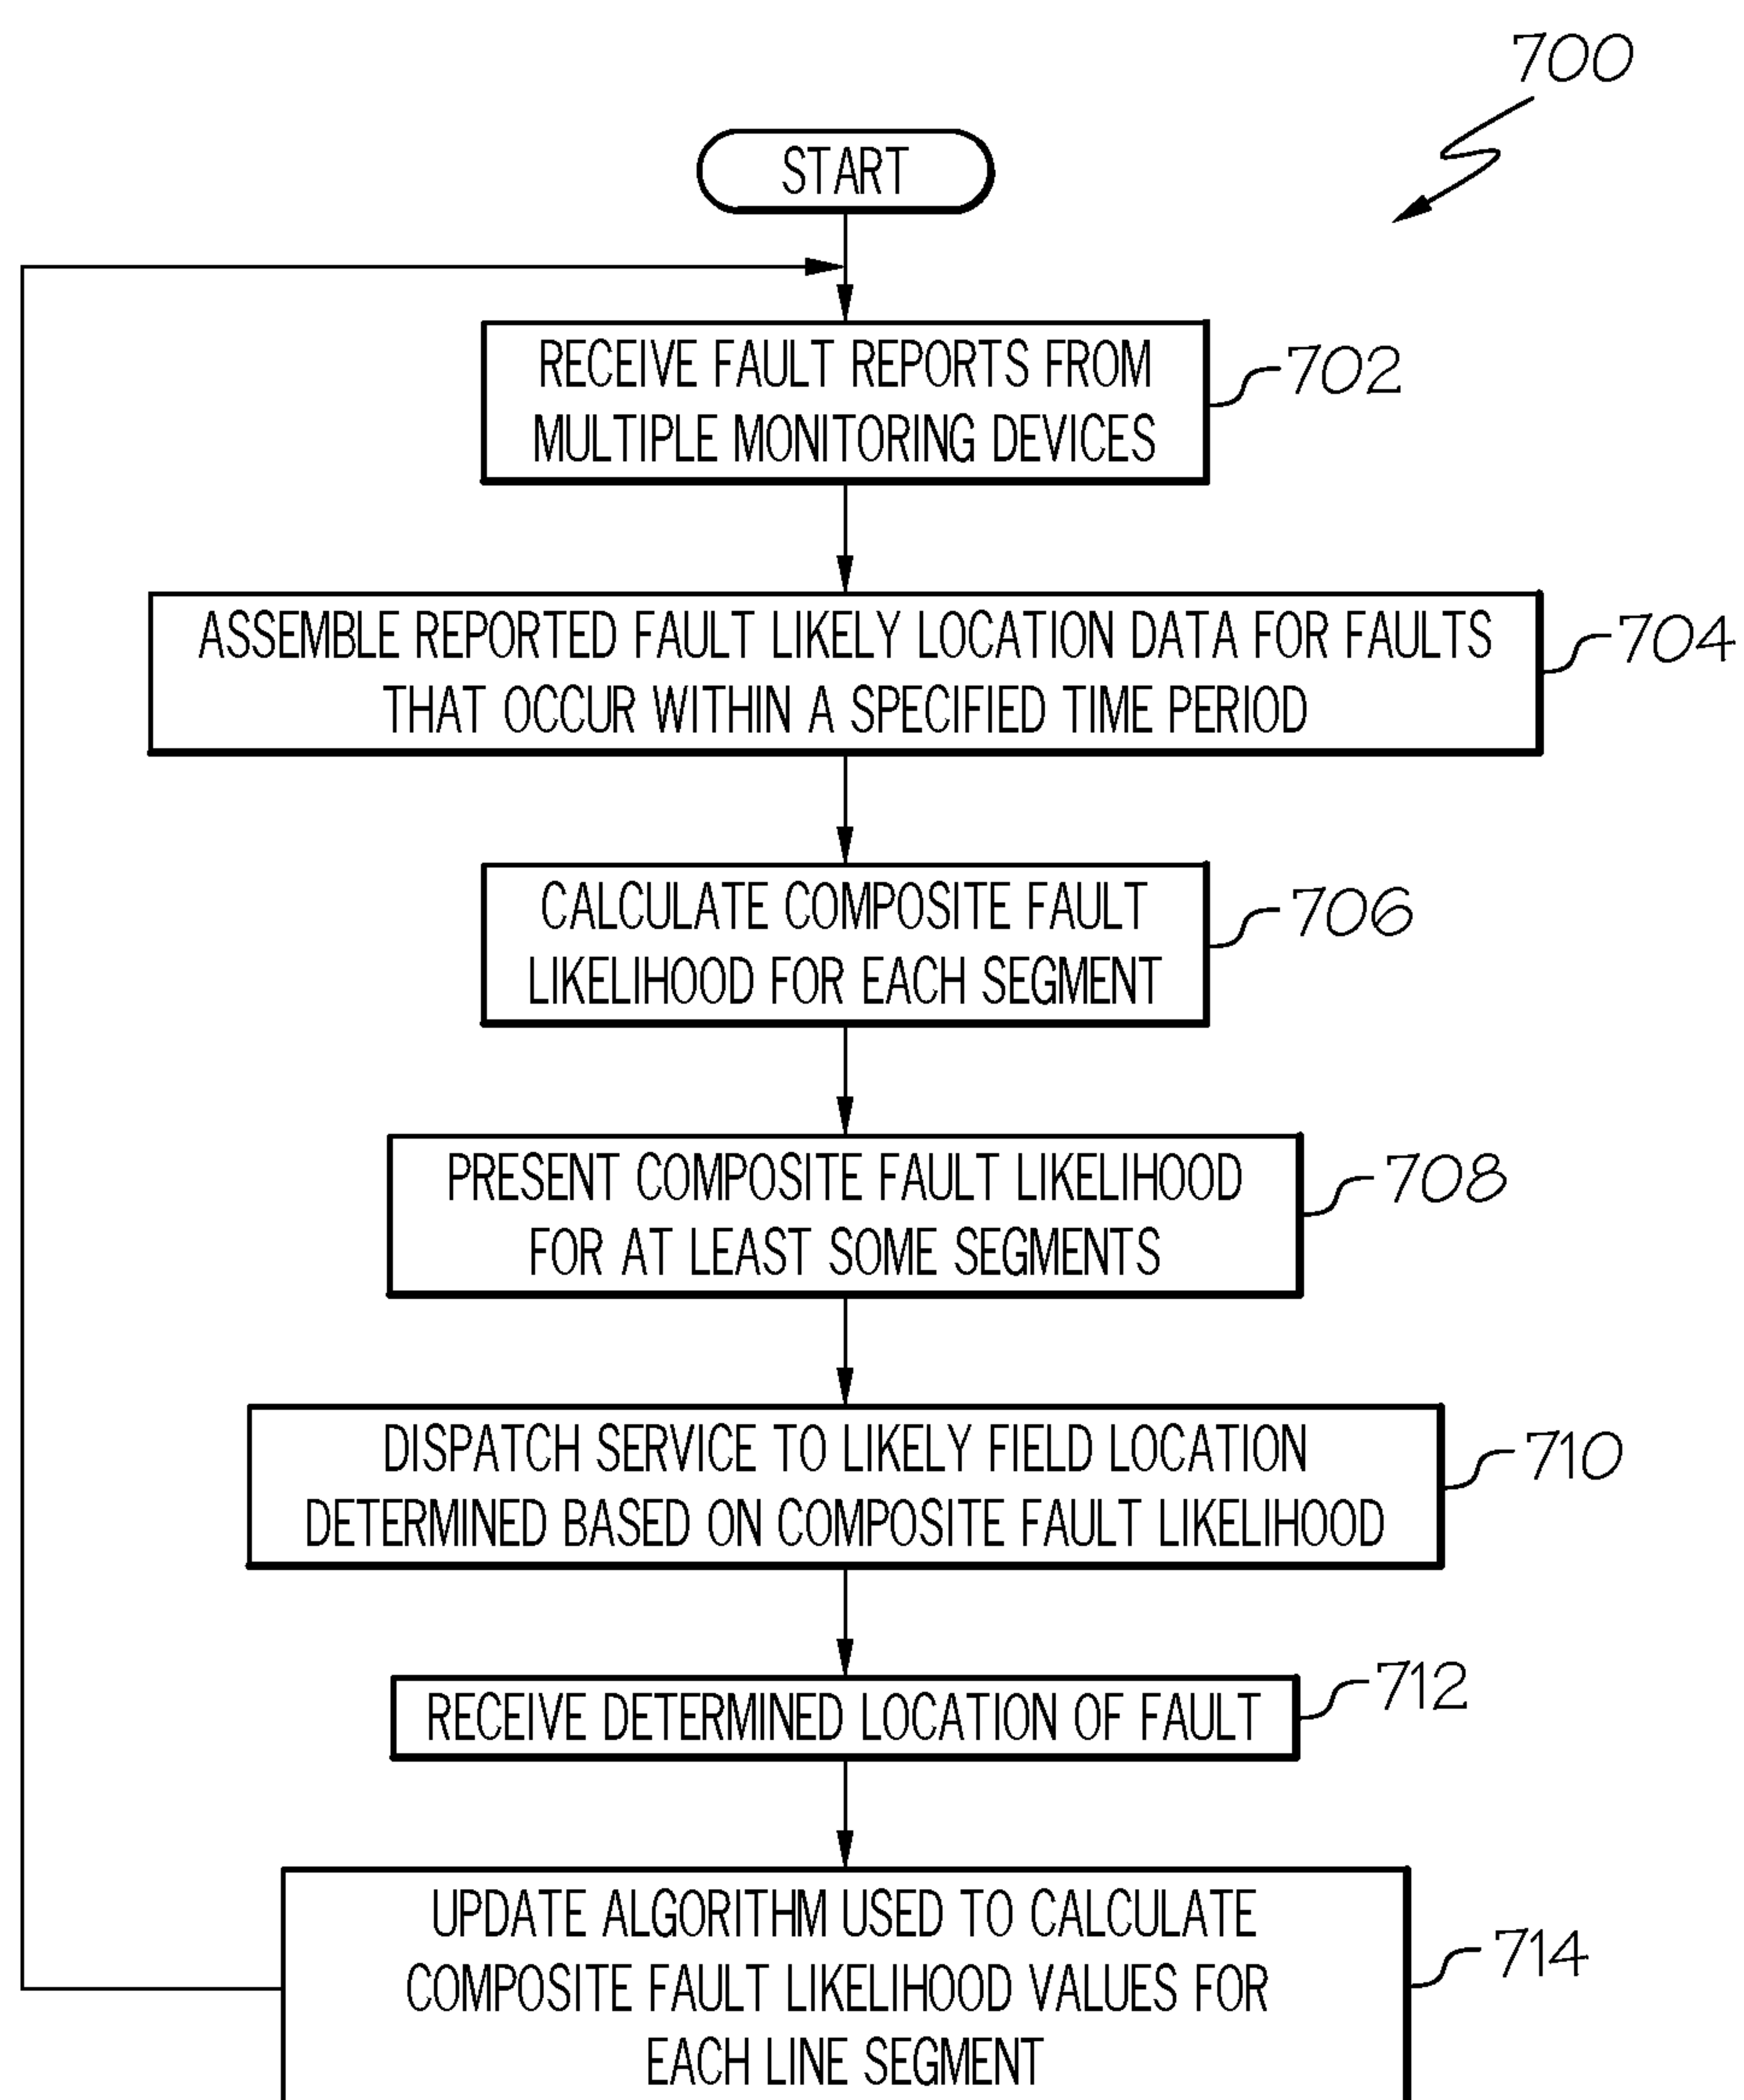 700
START
RECEIVE FAULT REPORTS FROM
MULTIPLE MONITORING DEVICES
702
ASSEMBLE REPORTED FAULT LIKELY LOCATION DATA FOR FAULTS
THAT OCCUR WITHIN A SPECIFIED TIME PERIOD
704
CALCULATE COMPOSITE FAULT
LIKELIHOOD FOR EACH SEGMENT
706
PRESENT COMPOSITE FAULT LIKELIHOOD
FOR AT LEAST SOME SEGMENTS
708
DISPATCH SERVICE TO LIKELY FIELD LOCATION
DETERMINED BASED ON COMPOSITE FAULT LIKELIHOOD
710
RECEIVE DETERMINED LOCATION OF FAULT
712
UPDATE ALGORITHM USED TO CALCULATE
COMPOSITE FAULT LIKELIHOOD VALUES FOR
EACH LINE SEGMENT
714